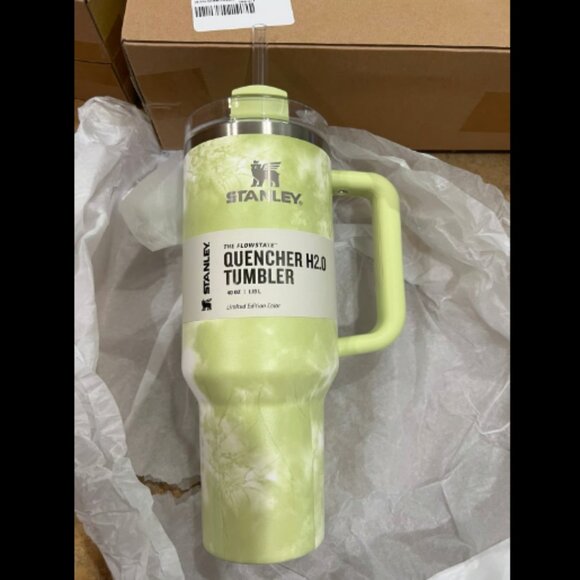 STANLEY
STANLEY
THE FLOWSTATE™
QUENCHER H2.0
TUMBLER
40 OZ | 1.18 L
Limited Edition Color